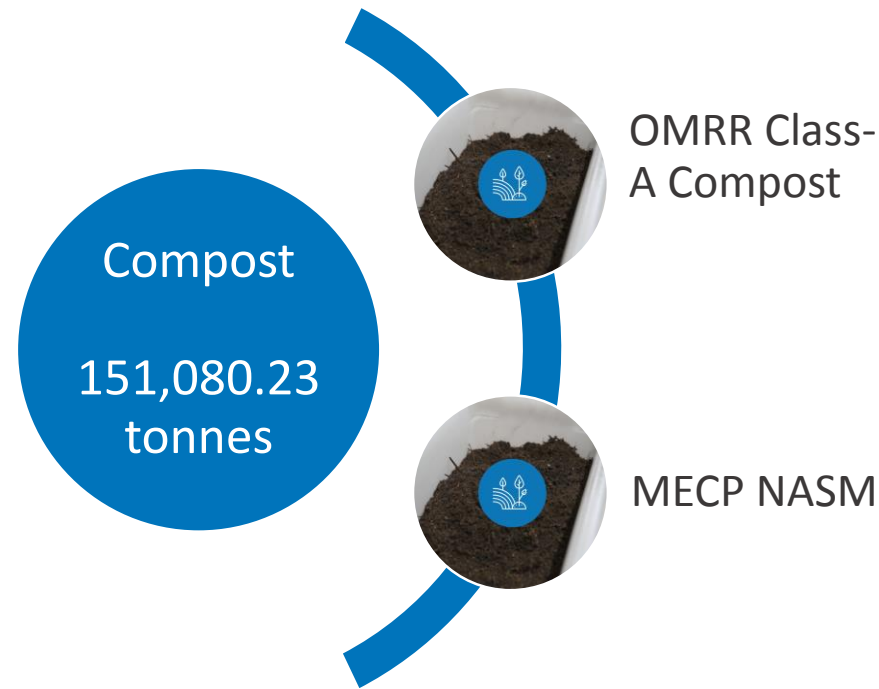 Compost
151,080.23
tonnes
OMRR Class-
A Compost
MECP NASM